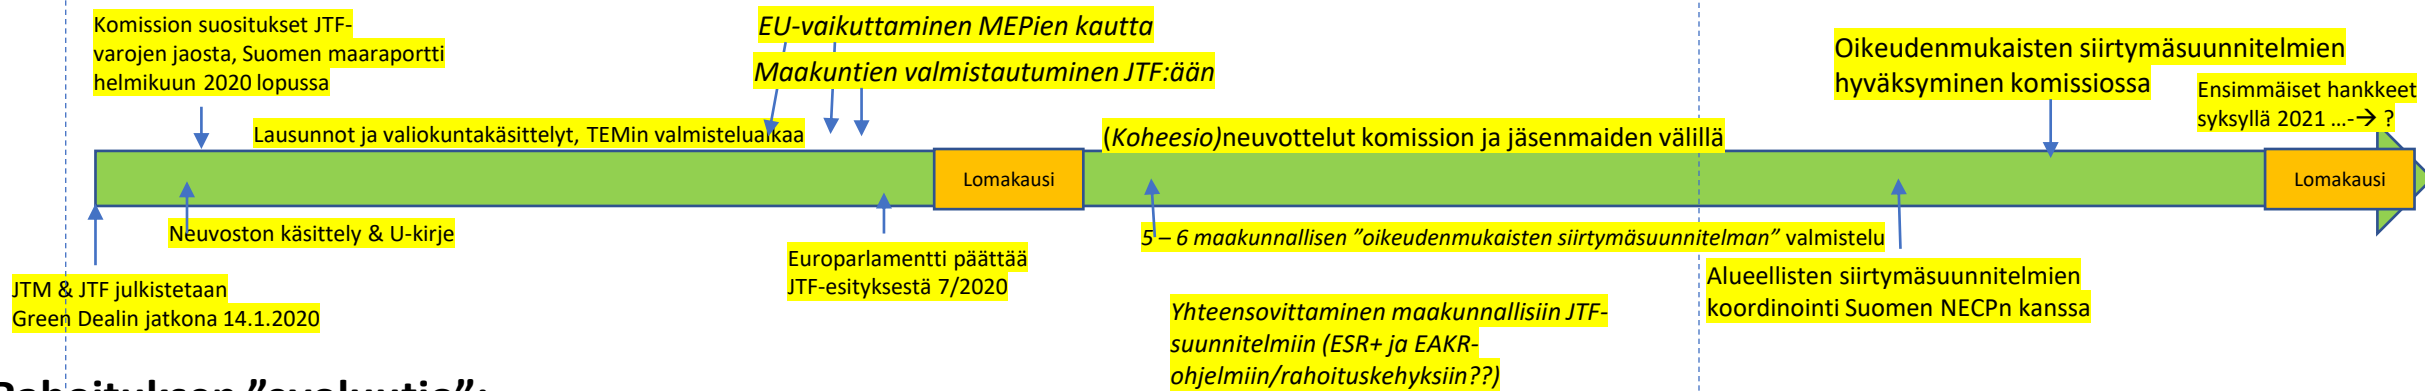 Komission suositukset JTF-
varojen jaosta, Suomen maaraportti
helmikuun 2020 lopussa
EU-vaikuttaminen MEPien kautta
Maakuntien valmistautuminen JTF:ään
Oikeudenmukaisten siirtymäsuunnitelmien
hyväksyminen komissiossa
Ensimmäiset hankkeet
syksyllä 2021 ...-→ ?
Lausunnot ja valiokuntakäsittelyt, TEMin valmisteluaikaa
(Koheesio)neuvottelut komission ja jäsenmaiden välillä
Lomakausi
Lomakausi
Neuvoston käsittely & U-kirje
5 – 6 maakunnallisen ”oikeudenmukaisten siirtymäsuunnitelman” valmistelu
JTM & JTF julkistetaan
Green Dealin jatkona 14.1.2020
Europarlamentti päättää
JTF-esityksestä 7/2020
Alueellisten siirtymäsuunnitelmien
koordinointi Suomen NECPn kanssa
Yhteensovittaminen maakunnallisiin JTF-
suunnitelmiin (ESR+ ja EAKR-
ohjelmiin/rahoituskehyksiin??)